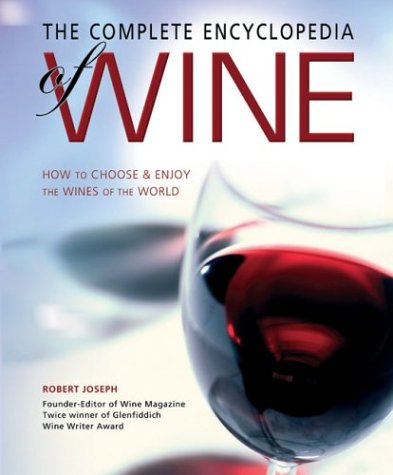 THE COMPLETE ENCYCLOPEDIA
of WINE
HOW TO CHOOSE & ENJOY
THE WINES OF THE WORLD
ROBERT JOSEPH
Founder-Editor of Wine Magazine
Twice winner of Glenfiddich
Wine Writer Award